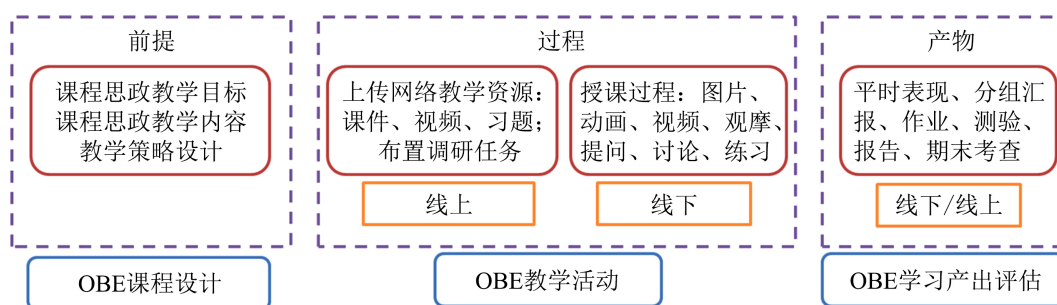 前提
课程思政教学目标
课程思政教学内容
教学策略设计
OBE课程设计
过程
上传网络教学资源：
课件、视频、习题；
布置调研任务
线上
授课过程：图片、
动画、视频、观摩、
提问、讨论、练习
线下
OBE教学活动
产物
平时表现、分组汇
报、作业、测验、
报告、期末考查
线下/线上
OBE学习产出评估